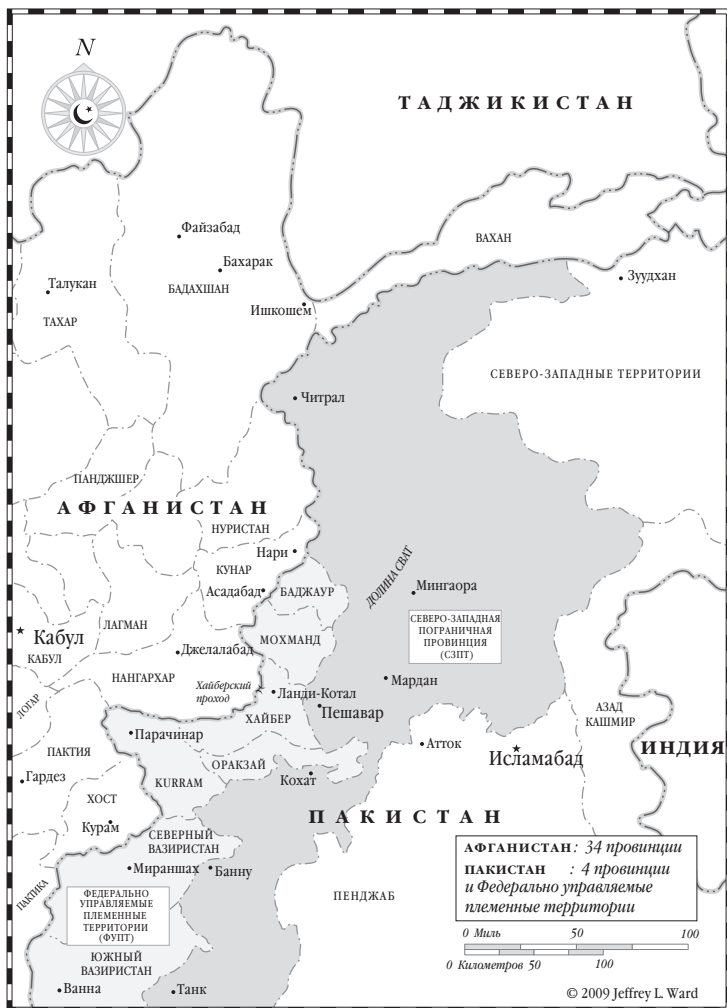 N
ТАДЖИКИСТАН
Файзабад
ВАХАН
Бахарак
Зуудхан
Талукан
БАДАХШАН
Ишкошем
ТАХАР
СЕВЕРО-ЗАПАДНЫЕ ТЕРРИТОРИИ
Читрал
ПАНДЖШЕР
АФГАНИСТАН
НУРИСТАН
Нари
КУНАР
ДОЛИНА СВАТ
Асадабад
БАДЖАУР
Мингаора
ЛАГМАН
СЕВЕРО-ЗАПАДНАЯ
ПОГРАНИЧНАЯ
ПРОВИНЦИЯ
(СЗПТ)
Кабул
МОХМАНД
КАБУЛ
Джелалабад
НАНГАРХАР
Мардан
Хайберский
проход
Ланди-Котал
ЛОГАР
ХАЙБЕР
Пешавар
АЗАД
КАШМИР
Парачинар
Атток
ПАКТИЯ
Исламабад
ИНДИЯ
ОРАКЗАЙ
Гардез
KURRAM
Кохат
ХОСТ
ПАКИСТАН
Курам
СЕВЕРНЫЙ
ВАЗИРИСТАН
Мираншах
Банну
ПАКТИКА
ФЕДЕРАЛЬНО
УПРАВЛЯЕМЫЕ
ПЛЕМЕННЫЕ
ТЕРРИТОРИИ
(ФУПТ)
ПЕНДЖАБ
АФГАНИСТАН: 34 провинции
ПАКИСТАН : 4 провинции
и Федерально управляемые
племенные территории
ЮЖНЫЙ
ВАЗИРИСТАН
0 Миль 50 100
0 Километров 50 100
Ванна
Танк
© 2009 Jeffrey L. Ward